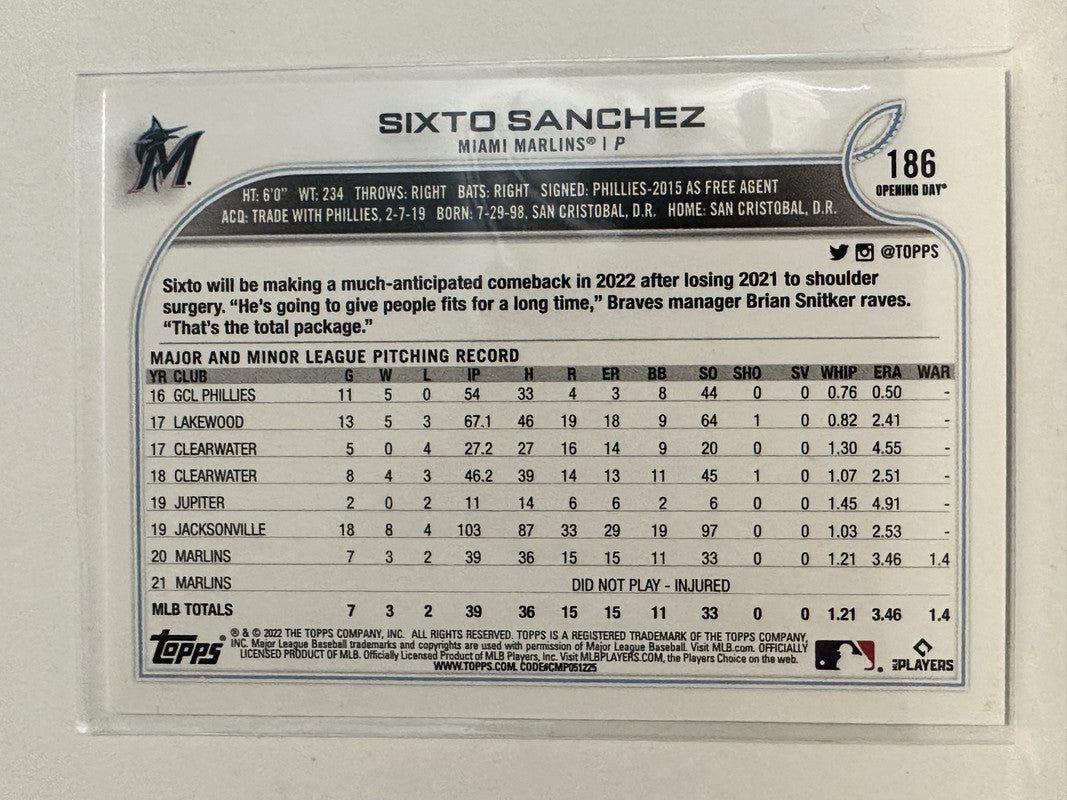 M
SIXTO SANCHEZ
MIAMI MARLINS® | P
186
OPENING DAY®
HT: 6'0" WT: 234 THROWS: RIGHT BATS: RIGHT SIGNED: PHILLIES-2015 AS FREE AGENT
ACQ: TRADE WITH PHILLIES, 2-7-19 BORN: 7-29-98, SAN CRISTOBAL, D.R. HOME: SAN CRISTOBAL, D.R.
@TOPPS
Sixto will be making a much-anticipated comeback in 2022 after losing 2021 to shoulder
surgery. “He's going to give people fits for a long time,” Braves manager Brian Snitker raves.
“That's the total package.”
MAJOR AND MINOR LEAGUE PITCHING RECORD
YR CLUB G W L IP H R ER BB SO SHO SV WHIP ERA WAR
16 GCL PHILLIES 11 5 0 54 33 4 3 8 44 0 0 0.76 0.50 -
17 LAKEWOOD 13 5 3 67.1 46 19 18 9 64 1 0 0.82 2.41 -
17 CLEARWATER 5 0 4 27.2 27 16 14 9 20 0 0 1.30 4.55 -
18 CLEARWATER 8 4 3 46.2 39 14 13 11 45 1 0 1.07 2.51 -
19 JUPITER 2 0 2 11 14 6 6 2 6 0 0 1.45 4.91 -
19 JACKSONVILLE 18 8 4 103 87 33 29 19 97 0 0 1.03 2.53 -
20 MARLINS 7 3 2 39 36 15 15 11 33 0 0 1.21 3.46 1.4
21 MARLINS DID NOT PLAY - INJURED
MLB TOTALS 7 3 2 39 36 15 15 11 33 0 0 1.21 3.46 1.4
Topps®
® & © 2022 THE TOPPS COMPANY, INC. ALL RIGHTS RESERVED. TOPPS IS A REGISTERED TRADEMARK OF THE TOPPS COMPANY,
INC. Major League Baseball trademarks and copyrights are used with permission of Major League Baseball. Visit MLB.com. OFFICIALLY
LICENSED PRODUCT OF MLB. Officially Licensed Product of MLB Players, Inc. Visit MLBPLAYERS.COM, the Players Choice on the web.
WWW.TOPPS.COM. CODE#CMP051225
MLB PLAYERS